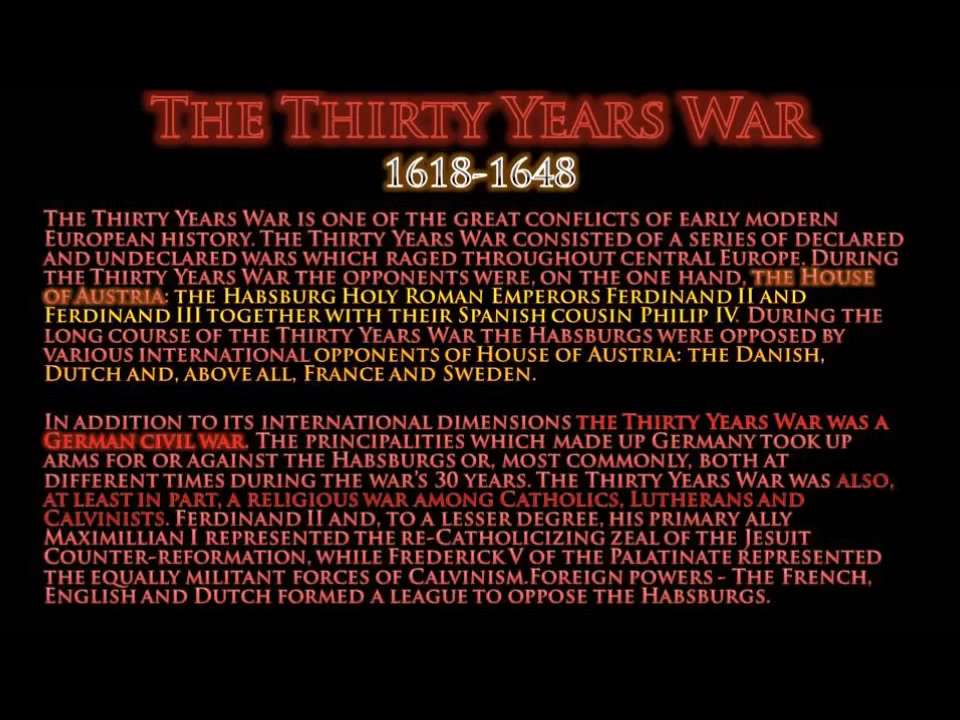 The Thirty Years War
1618-1648
The Thirty Years War is one of the great conflicts of early modern
European history. The Thirty Years War consisted of a series of declared
and undeclared wars which raged throughout central Europe. During
the Thirty Years War the opponents were, on the one hand, the House
of Austria: the Habsburg Holy Roman Emperors Ferdinand II and
Ferdinand III together with their Spanish cousin Philip IV. During the
long course of the Thirty Years War the Habsburgs were opposed by
various international opponents of House of Austria: the Danish,
Dutch and, above all, France and Sweden.
In addition to its international dimensions the Thirty Years War was a
German civil war. The principalities which made up Germany took up
arms for or against the Habsburgs or, most commonly, both at
different times during the war's 30 years. The Thirty Years War was also,
at least in part, a religious war among Catholics, Lutherans and
Calvinists. Ferdinand II and, to a lesser degree, his primary ally
Maximillian I represented the re-Catholicizing zeal of the Jesuit
Counter-reformation, while Frederick V of the Palatinate represented
the equally militant forces of Calvinism.Foreign powers - The French,
English and Dutch formed a league to oppose the Habsburgs.